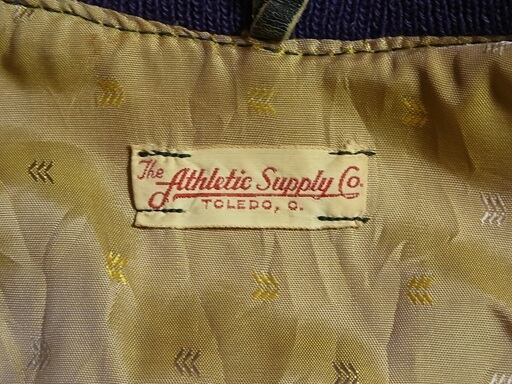 The Athletic Supply Co.
TOLEDO, O.